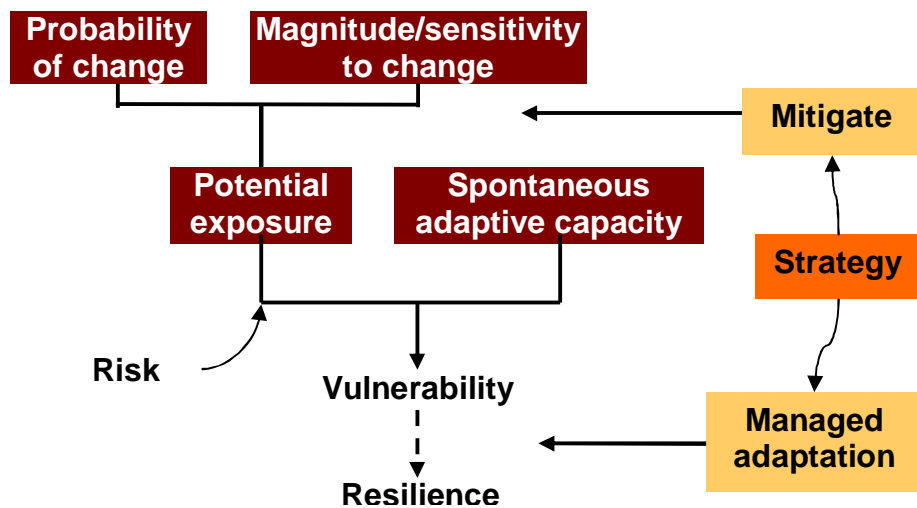 Probability
of change
Magnitude/sensitivity
to change
Mitigate
Potential
exposure
Spontaneous
adaptive capacity
Strategy
Risk
Vulnerability
Managed
adaptation
Resilience